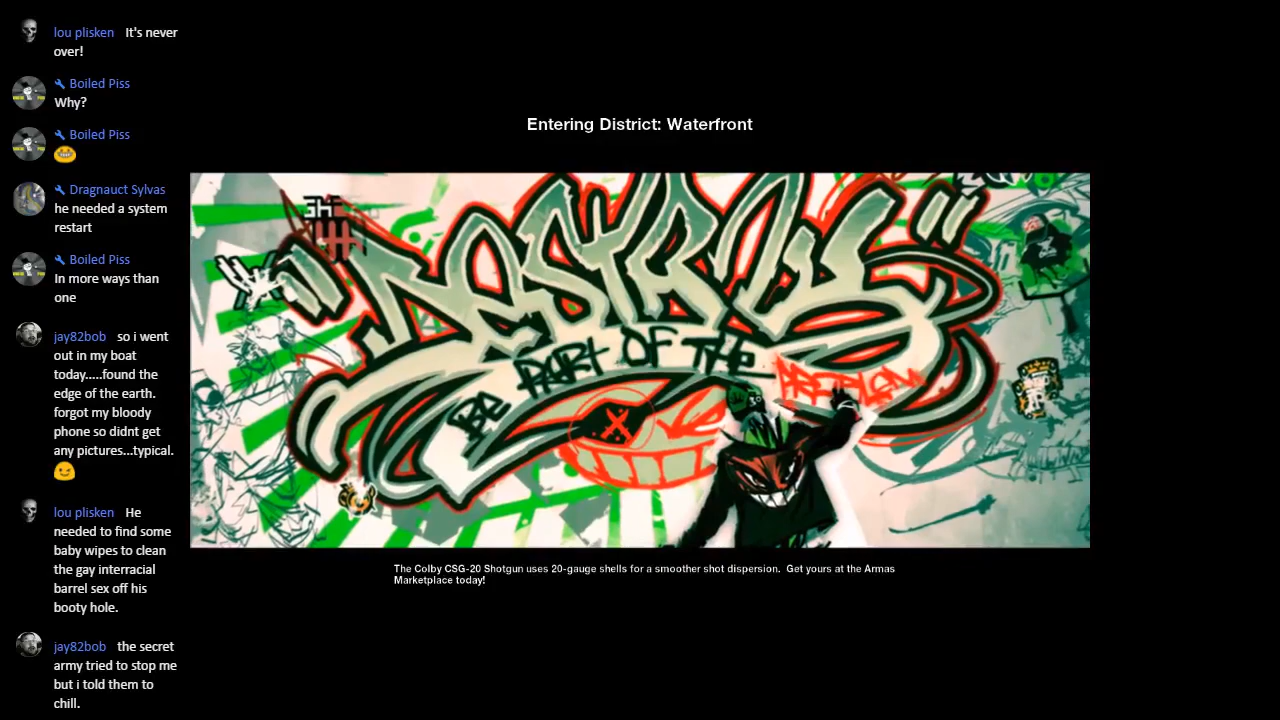 lou plisken It's never
over!
Boiled Piss
Why?
Boiled Piss
Dragnauct Sylvas
he needed a system
restart
Boiled Piss
In more ways than
one
jay82bob so i went
out in my boat
today.....found the
edge of the earth.
forgot my bloody
phone so didnt get
any pictures...typical.
lou plisken He
needed to find some
baby wipes to clean
the gay interracial
barrel sex off his
booty hole.
jay82bob the secret
army tried to stop me
but i told them to
chill.
Entering District: Waterfront
DESTROY
BE PART OF THE PROBLEM
The Colby CSG-20 Shotgun uses 20-gauge shells for a smoother shot dispersion. Get yours at the Armas
Marketplace today!